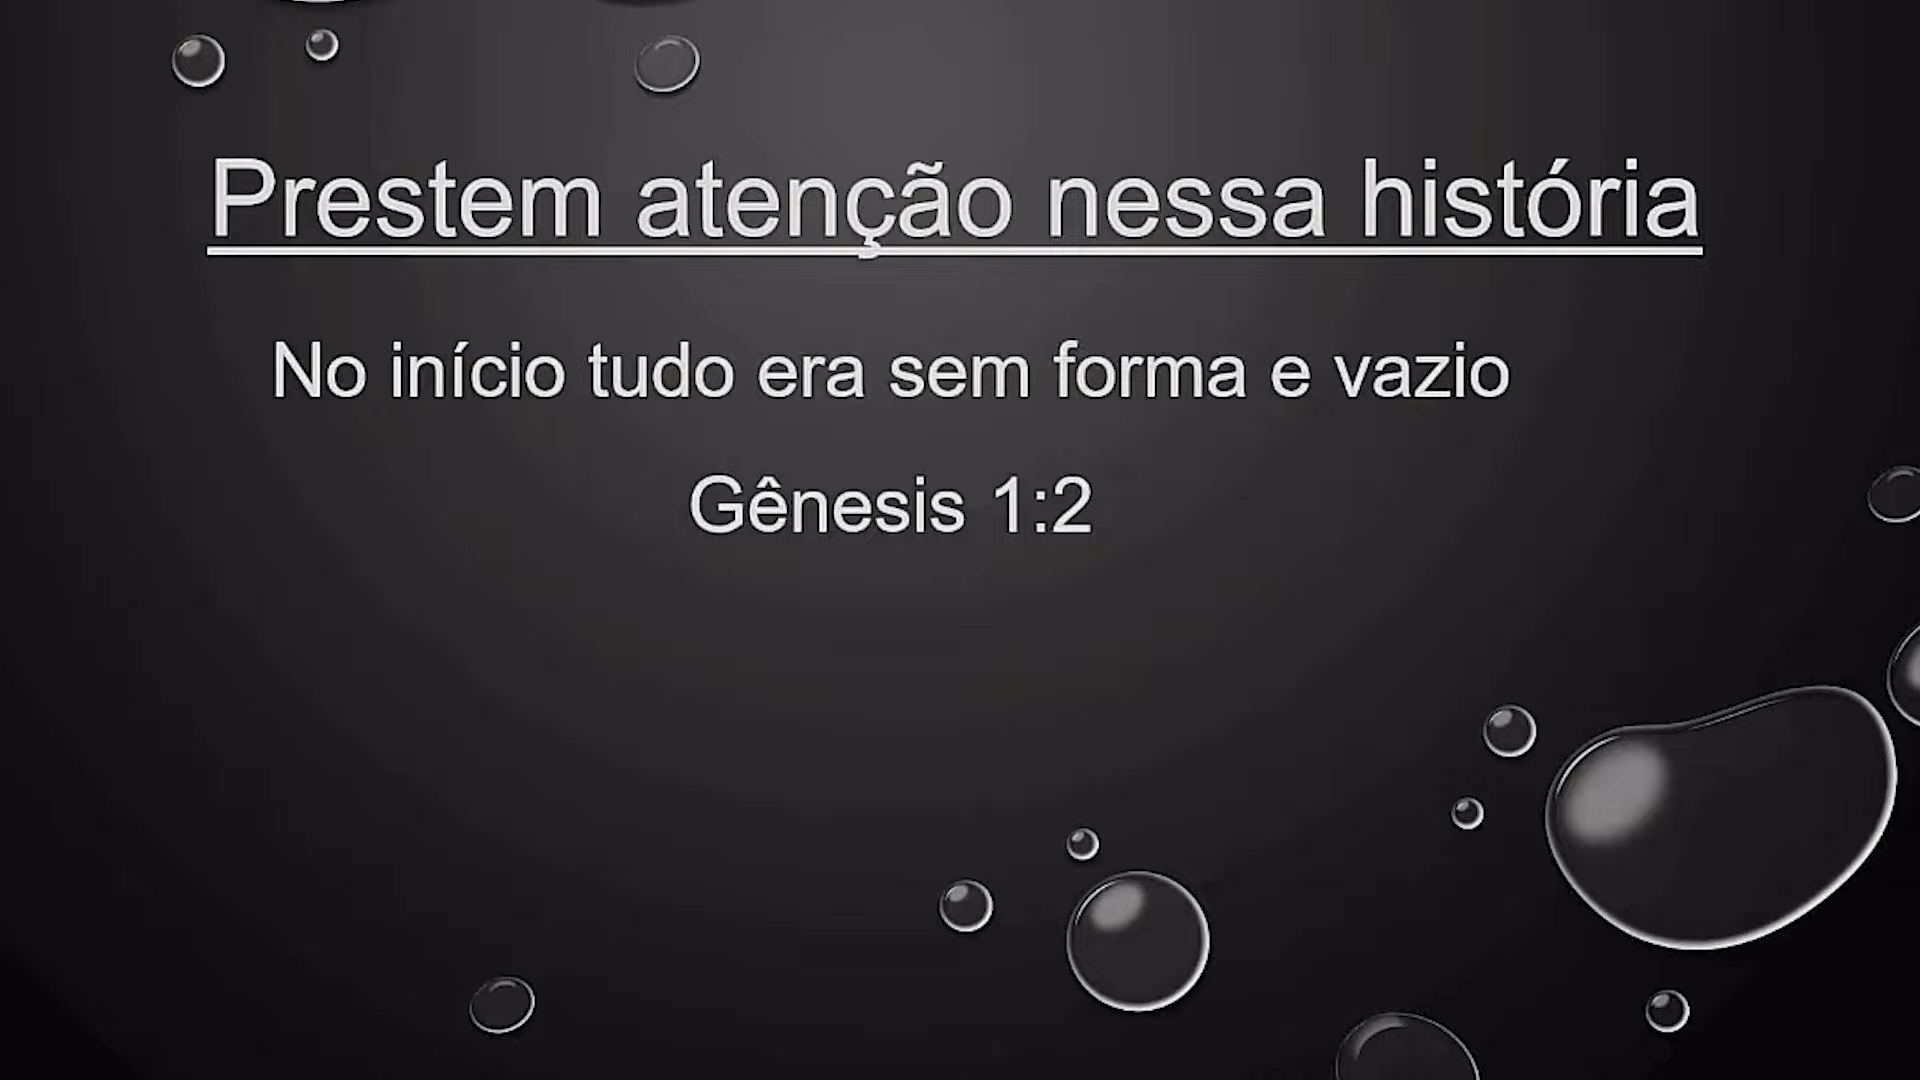 Prestem atenção nessa história
No início tudo era sem forma e vazio
Gênesis 1:2